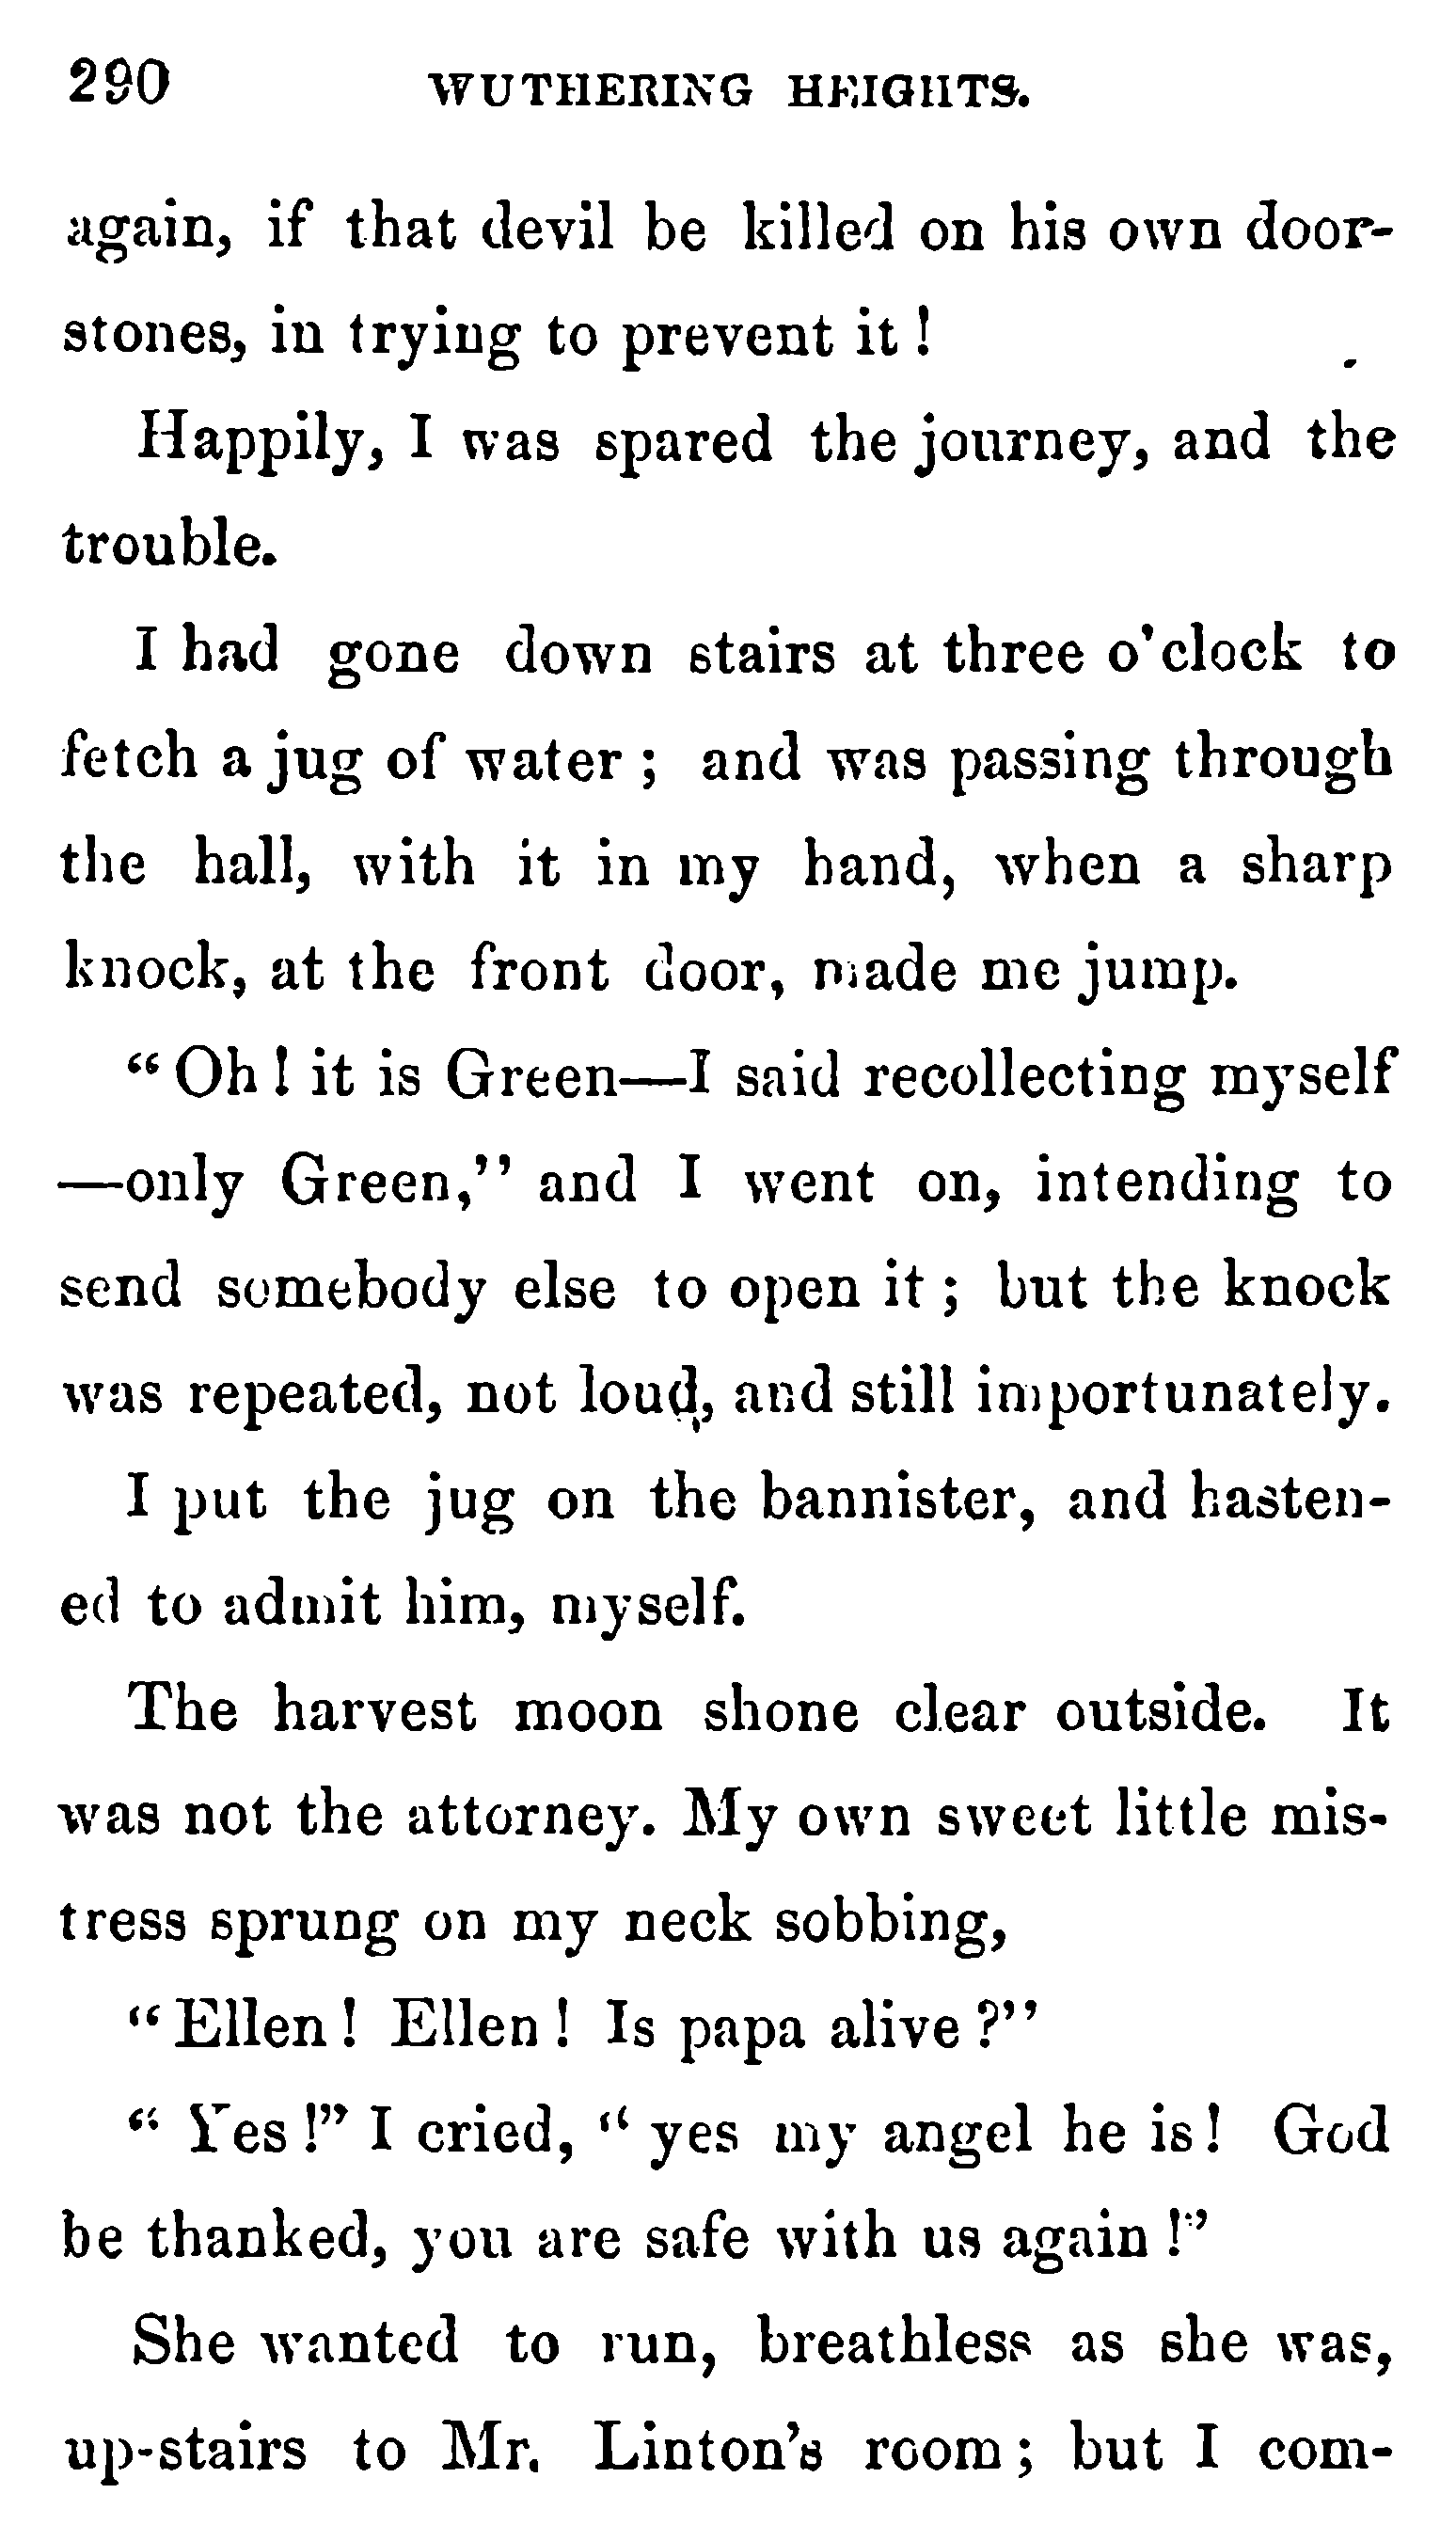 290 WUTHERING HEIGHTS.
again, if that devil be killed on his own door-
stones, in trying to prevent it !
Happily, I was spared the journey, and the
trouble.
I had gone down stairs at three o'clock to
fetch a jug of water ; and was passing through
the hall, with it in my hand, when a sharp
knock, at the front door, made me jump.
“ Oh ! it is Green—I said recollecting myself
—only Green,” and I went on, intending to
send somebody else to open it ; but the knock
was repeated, not loud, and still importunately.
I put the jug on the bannister, and hasten-
ed to admit him, myself.
The harvest moon shone clear outside. It
was not the attorney. My own sweet little mis-
tress sprung on my neck sobbing,
“ Ellen ! Ellen ! Is papa alive ?”
“ Yes !” I cried, “ yes my angel he is ! God
be thanked, you are safe with us again !”
She wanted to run, breathless as she was,
up-stairs to Mr. Linton's room ; but I com-